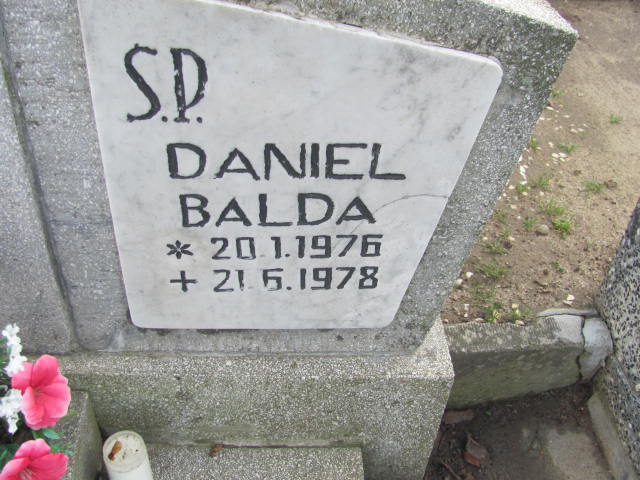 S.P.
DANIEL
BALDA
* 20.1.1976
+ 21.6.1978